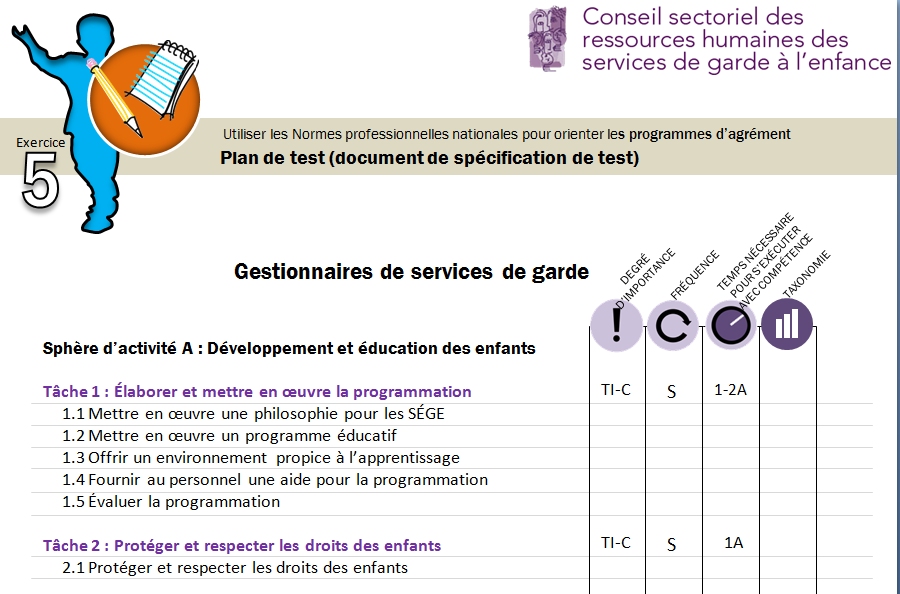 Conseil sectoriel des
ressources humaines des
services de garde à l’enfance
Exercice
5
Utiliser les Normes professionnelles nationales pour orienter les programmes d’agrément
Plan de test (document de spécification de test)
Gestionnaires de services de garde
DEGRÉ
D’IMPORTANCE
FRÉQUENCE
TEMPS NÉCESSAIRE
POUR S’EXÉCUTER
AVEC COMPÉTENCE
TAXONOMIE
Sphère d’activité A : Développement et éducation des enfants
Tâche 1 : Élaborer et mettre en œuvre la programmation TI-C S 1-2A
1.1 Mettre en œuvre une philosophie pour les SÉGE
1.2 Mettre en œuvre un programme éducatif
1.3 Offrir un environnement propice à l’apprentissage
1.4 Fournir au personnel une aide pour la programmation
1.5 Évaluer la programmation
Tâche 2 : Protéger et respecter les droits des enfants TI-C S 1A
2.1 Protéger et respecter les droits des enfants